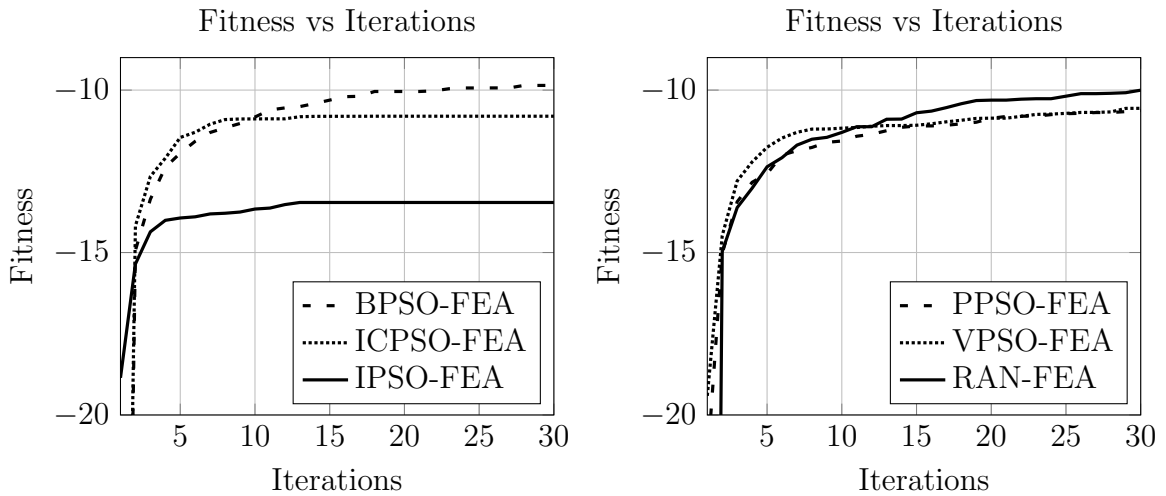 Fitness vs Iterations
−10
−15
−20
Fitness
5 10 15 20 25 30
Iterations
BPSO-FEA
ICPSO-FEA
IPSO-FEA
Fitness vs Iterations
−10
−15
−20
Fitness
5 10 15 20 25 30
Iterations
PPSO-FEA
VPSO-FEA
RAN-FEA